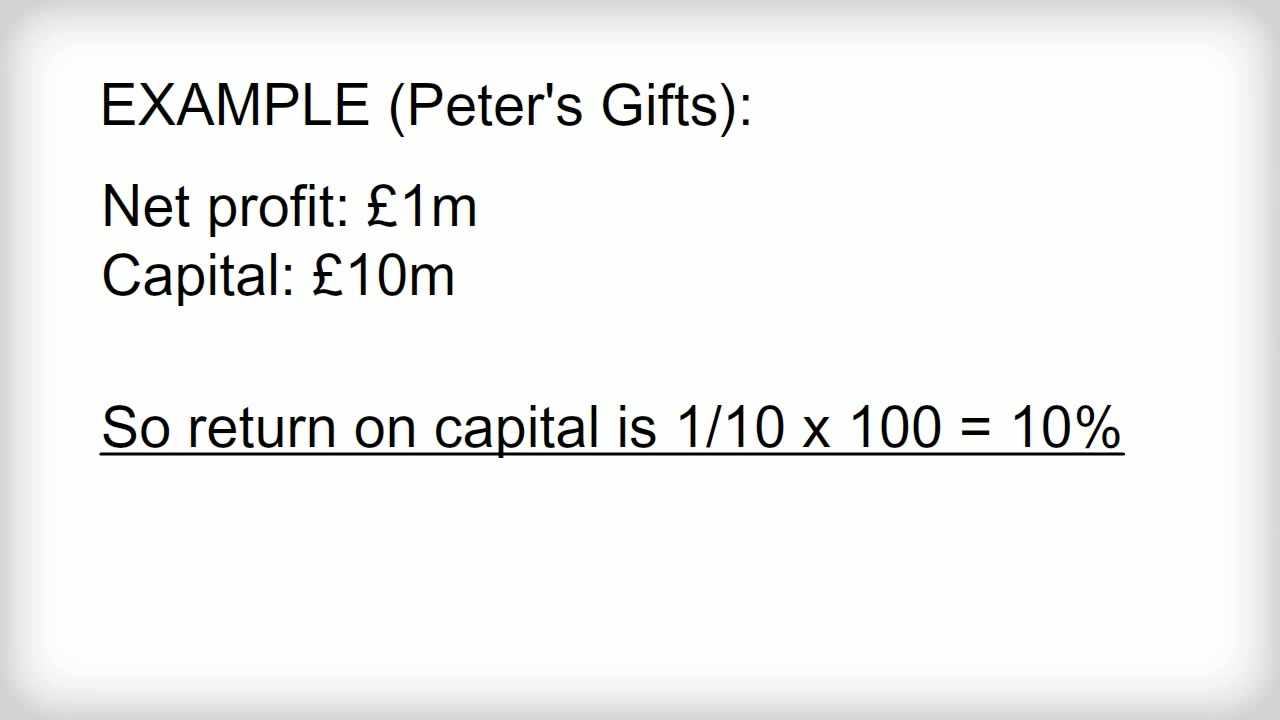 EXAMPLE (Peter's Gifts):
Net profit: £1m
Capital: £10m
So return on capital is 1/10 x 100 = 10%